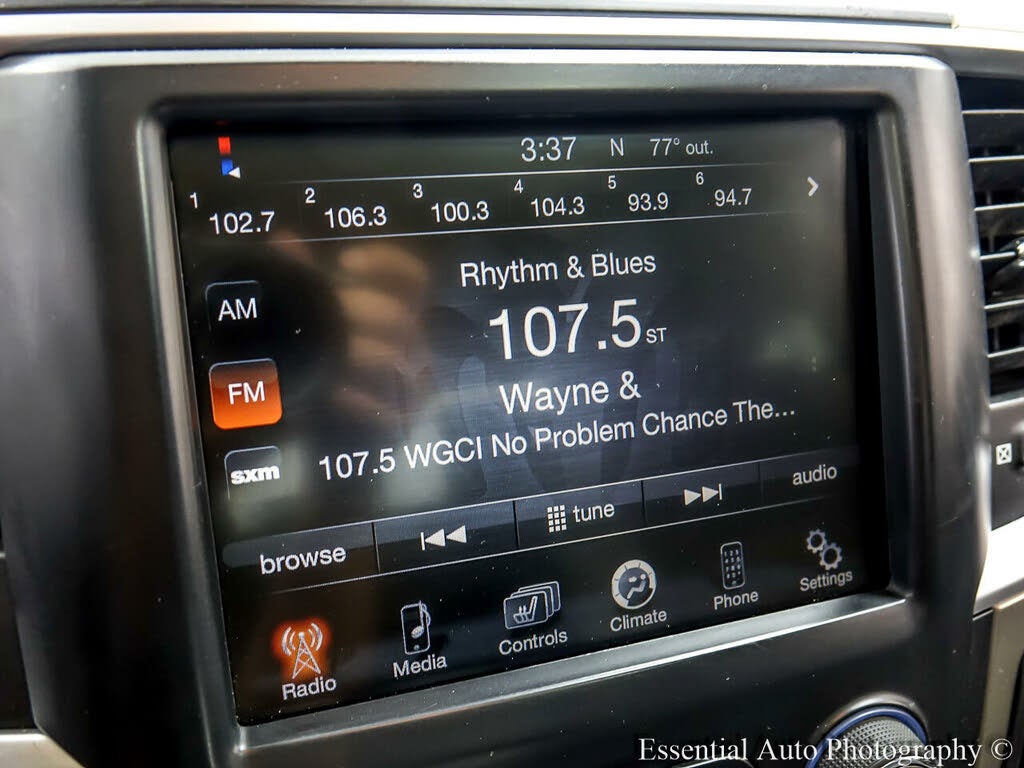 3:37 N 77° out.
1 102.7 2 106.3 3 100.3 4 104.3 5 93.9 6 94.7
Rhythm & Blues
AM
107.5 ST
FM
Wayne &
107.5 WGCI No Problem Chance The...
sxm
browse tune audio
Radio Media Controls Climate Phone Settings
Essential Auto Photography ©